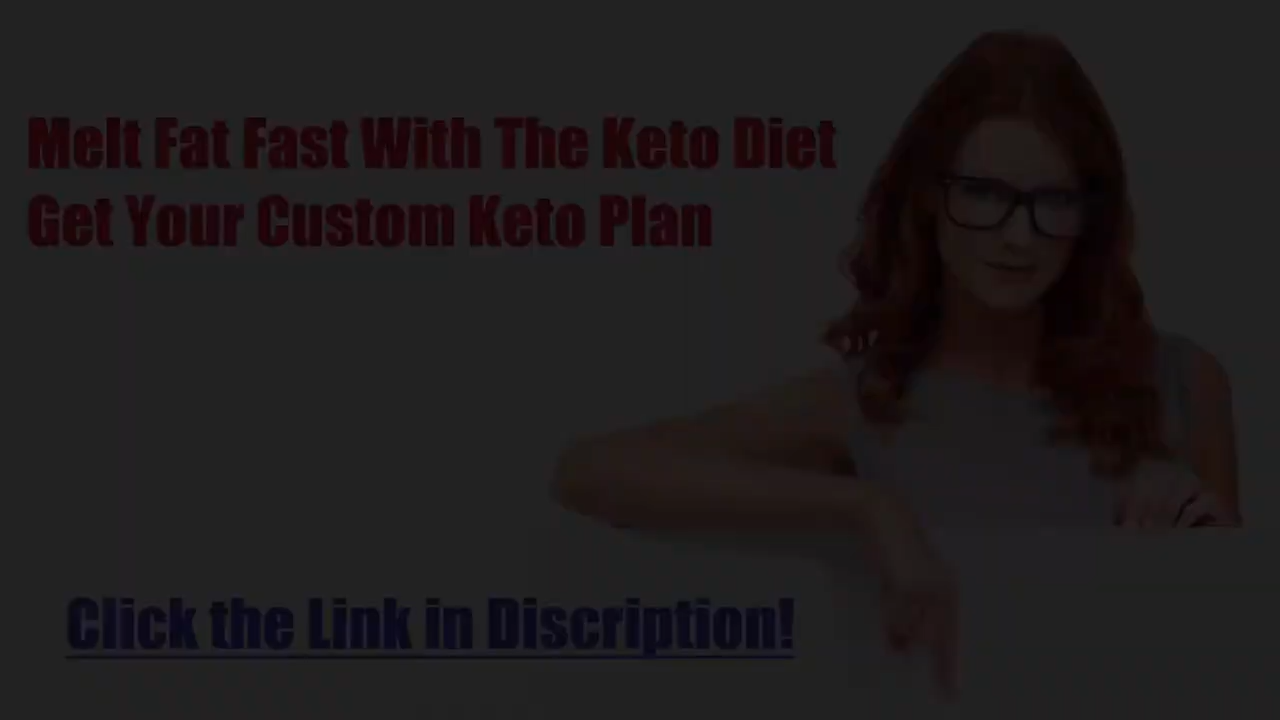 Melt Fat Fast With The Keto Diet
Get Your Custom Keto Plan
Click the Link in Discription!